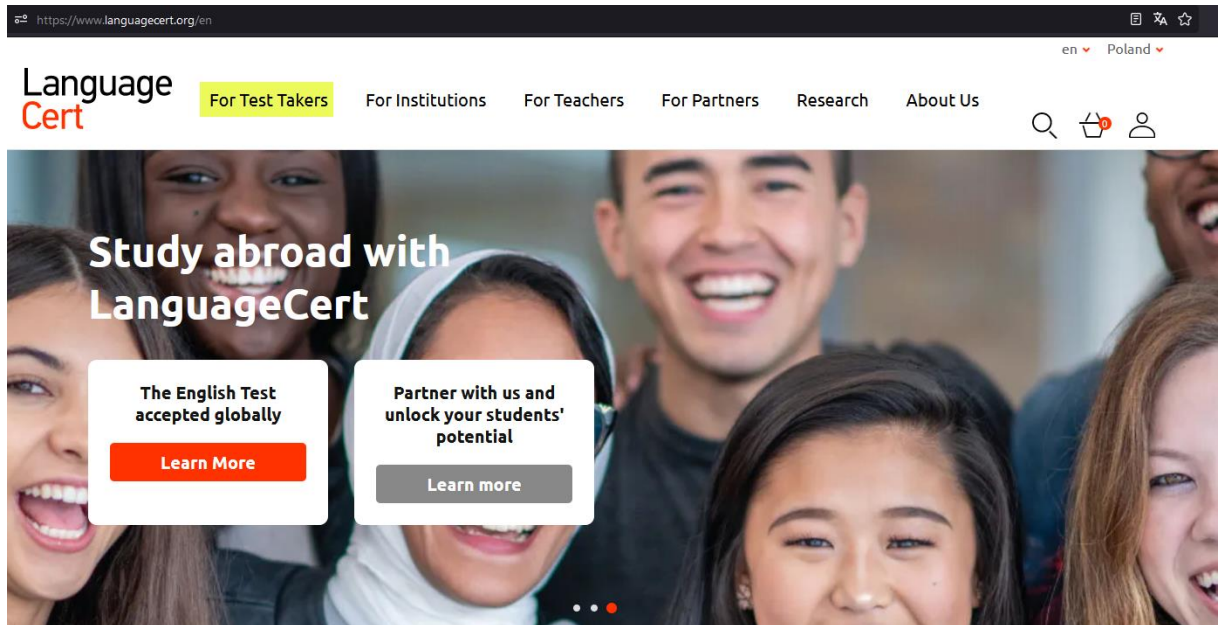 https://www.languagecert.org/en
en Poland
Language
Cert
For Test Takers For Institutions For Teachers For Partners Research About Us
0
Study abroad with
LanguageCert
The English Test
accepted globally
Learn More
Partner with us and
unlock your students'
potential
Learn more